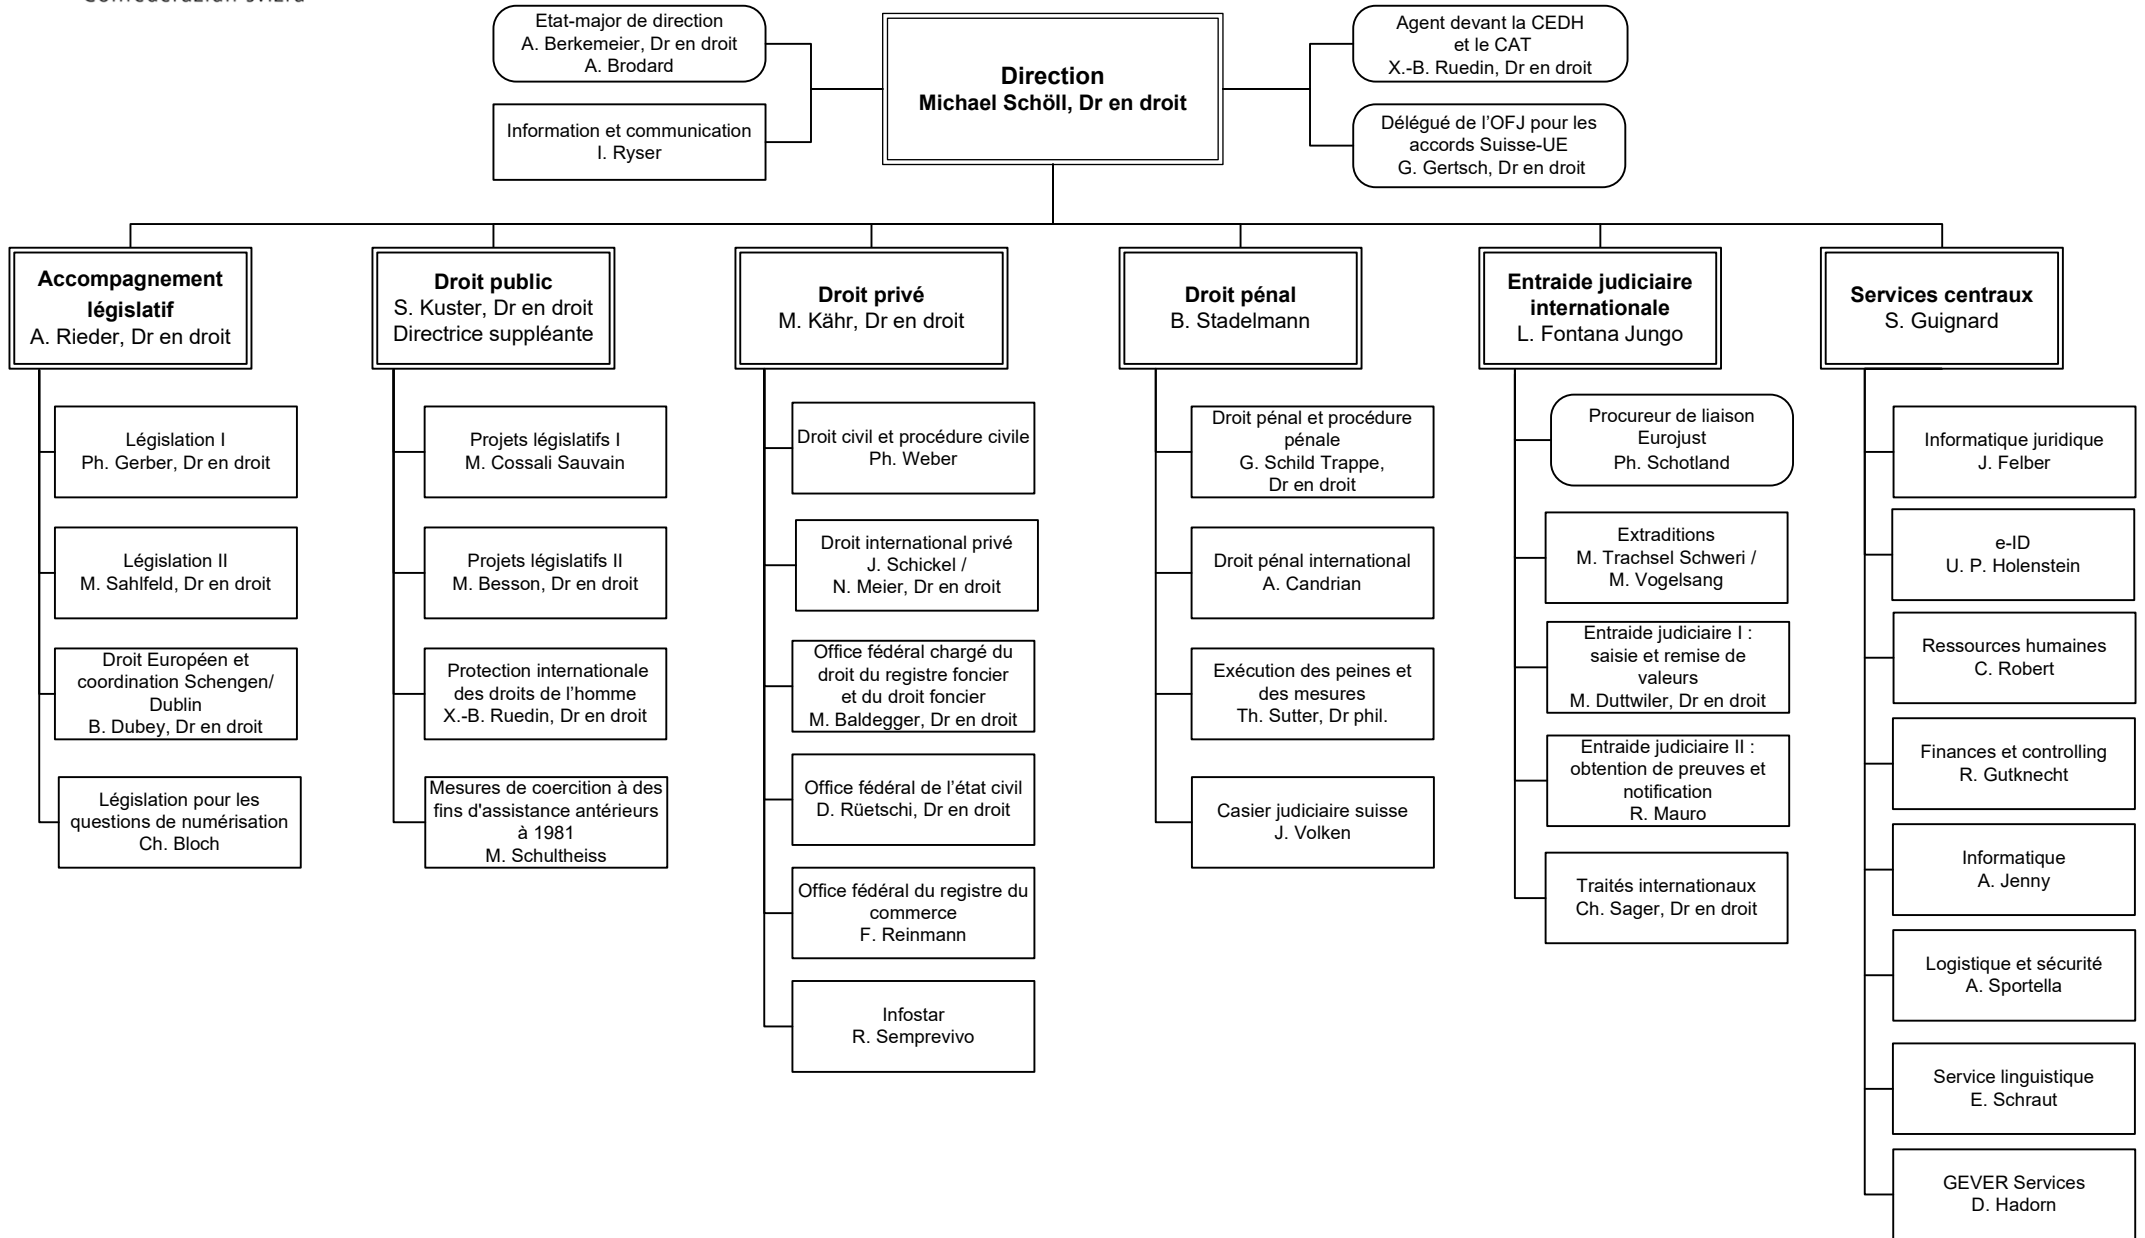 Etat-major de direction
A. Berkemeier, Dr en droit
A. Brodard
Information et communication
I. Ryser
Direction
Michael Schöll, Dr en droit
Agent devant la CEDH
et le CAT
X.-B. Ruedin, Dr en droit
Délégué de l’OFJ pour les
accords Suisse-UE
G. Gertsch, Dr en droit
Accompagnement
législatif
A. Rieder, Dr en droit
Législation I
Ph. Gerber, Dr en droit
Législation II
M. Sahlfeld, Dr en droit
Droit Européen et
coordination Schengen/
Dublin
B. Dubey, Dr en droit
Législation pour les
questions de numérisation
Ch. Bloch
Droit public
S. Kuster, Dr en droit
Directrice suppléante
Projets législatifs I
M. Cossali Sauvain
Projets législatifs II
M. Besson, Dr en droit
Protection internationale
des droits de l’homme
X.-B. Ruedin, Dr en droit
Mesures de coercition à des
fins d'assistance antérieurs
à 1981
M. Schultheiss
Droit privé
M. Kähr, Dr en droit
Droit civil et procédure civile
Ph. Weber
Droit international privé
J. Schickel /
N. Meier, Dr en droit
Office fédéral chargé du
droit du registre foncier
et du droit foncier
M. Baldegger, Dr en droit
Office fédéral de l’état civil
D. Rüetschi, Dr en droit
Office fédéral du registre du
commerce
F. Reinmann
Infostar
R. Semprevivo
Droit pénal
B. Stadelmann
Droit pénal et procédure
pénale
G. Schild Trappe,
Dr en droit
Droit pénal international
A. Candrian
Exécution des peines et
des mesures
Th. Sutter, Dr phil.
Casier judiciaire suisse
J. Volken
Entraide judiciaire
internationale
L. Fontana Jungo
Procureur de liaison
Eurojust
Ph. Schotland
Extraditions
M. Trachsel Schweri /
M. Vogelsang
Entraide judiciaire I :
saisie et remise de
valeurs
M. Duttwiler, Dr en droit
Entraide judiciaire II :
obtention de preuves et
notification
R. Mauro
Traités internationaux
Ch. Sager, Dr en droit
Services centraux
S. Guignard
Informatique juridique
J. Felber
e-ID
U. P. Holenstein
Ressources humaines
C. Robert
Finances et controlling
R. Gutknecht
Informatique
A. Jenny
Logistique et sécurité
A. Sportella
Service linguistique
E. Schraut
GEVER Services
D. Hadorn